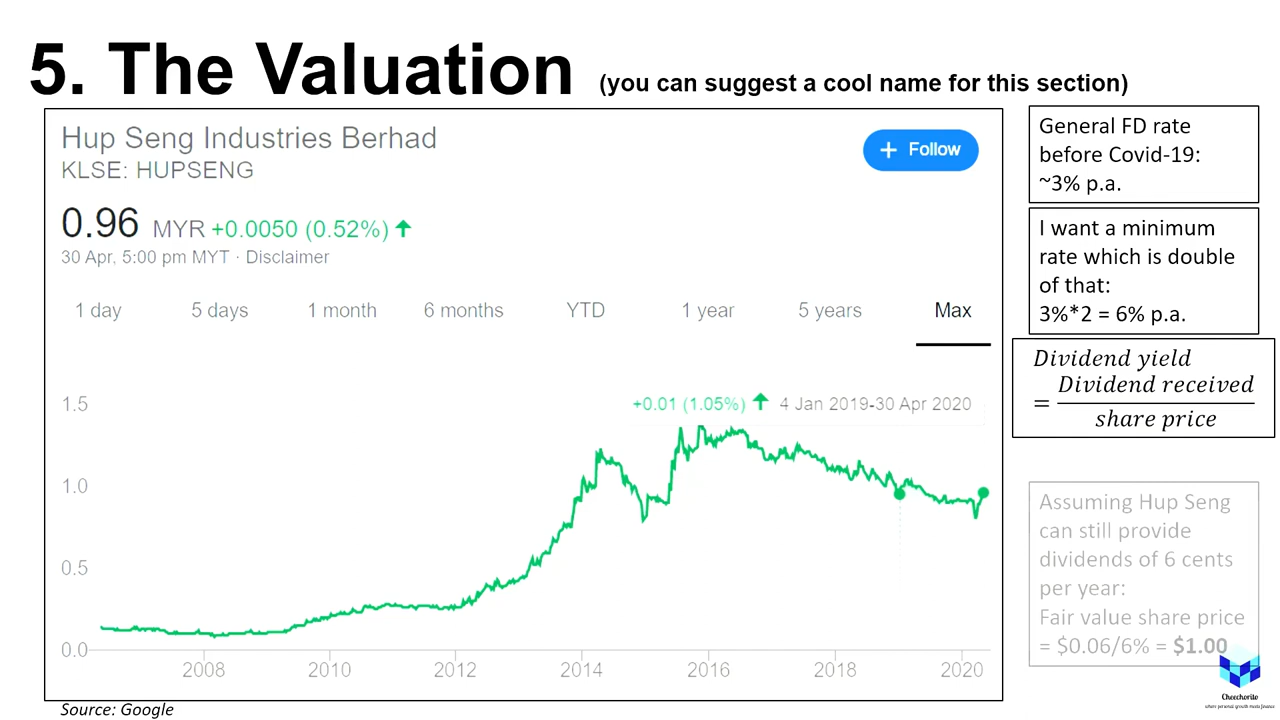 5. The Valuation (you can suggest a cool name for this section)
Hup Seng Industries Berhad
KLSE: HUPSENG
+ Follow
0.96 MYR +0.0050 (0.52%)
30 Apr, 5:00 pm MYT · Disclaimer
1 day 5 days 1 month 6 months YTD 1 year 5 years Max
+0.01 (1.05%) 4 Jan 2019-30 Apr 2020
1.5
1.0
0.5
0.0
2008 2010 2012 2014 2016 2018 2020
Source: Google
General FD rate
before Covid-19:
~3% p.a.
I want a minimum
rate which is double
of that:
3%*2 = 6% p.a.
Dividend yield
= Dividend received
share price
Assuming Hup Seng
can still provide
dividends of 6 cents
per year:
Fair value share price
= $0.06/6% = $1.00
Cheechorite
where personal growth meets finance